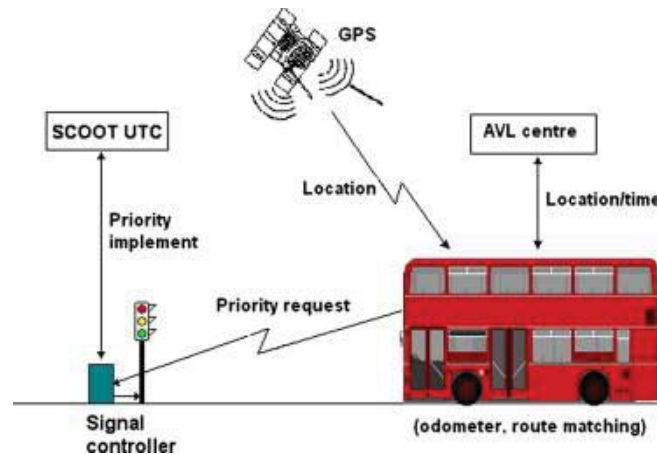 GPS
SCOOT UTC
AVL centre
Location
Location/time
Priority
implement
Priority request
Signal
controller
(odometer, route matching)